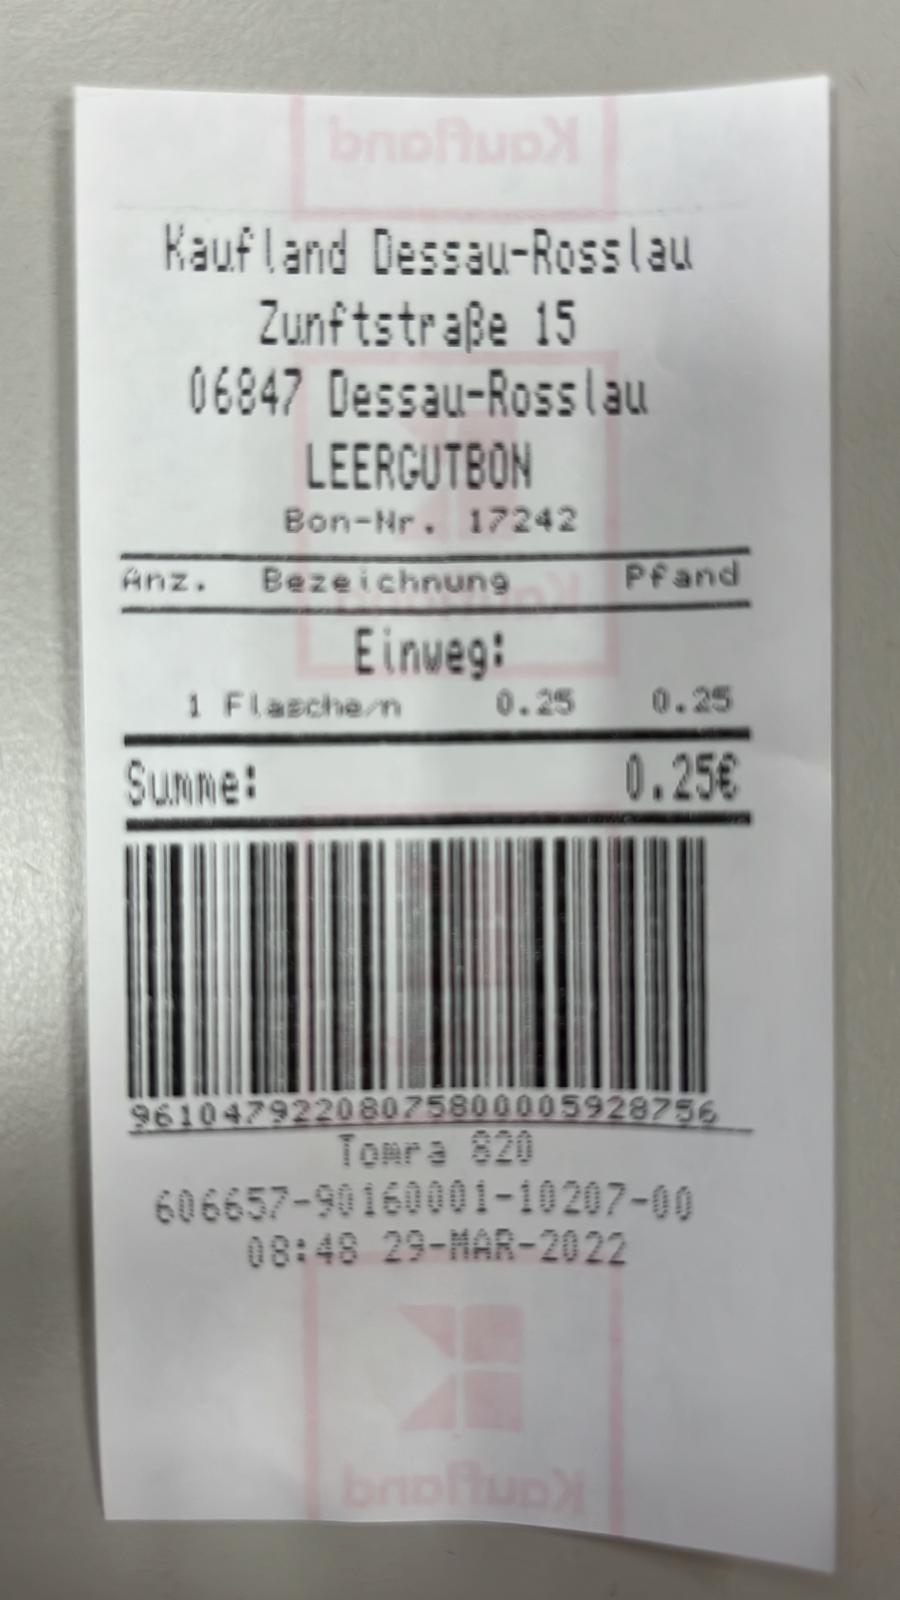 Kaufland
Kaufland Dessau-Rosslau
Zunftstraße 15
06847 Dessau-Rosslau
LEERGUTBON
Bon-Nr. 17242
Anz. Bezeichnung Pfand
Kaufland
Einweg:
1 Flasche/n 0.25 0.25
Summe: 0.25€
96104792208075800005928756
Tomra 820
606657-90160001-10207-00
08:48 29-MAR-2022
Kaufland